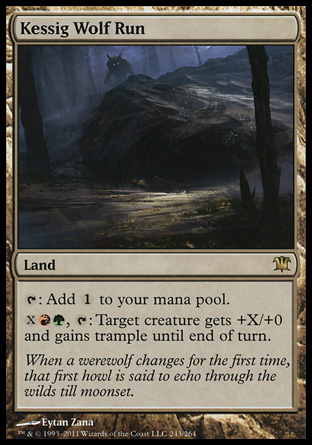 Kessig Wolf Run
Land
: Add 1 to your mana pool.
X , : Target creature gets +X/+0
and gains trample until end of turn.
When a werewolf changes for the first time,
that first howl is said to echo through the
wilds till moonset.
Eytan Zana
™ & © 1993–2011 Wizards of the Coast LLC 243/264